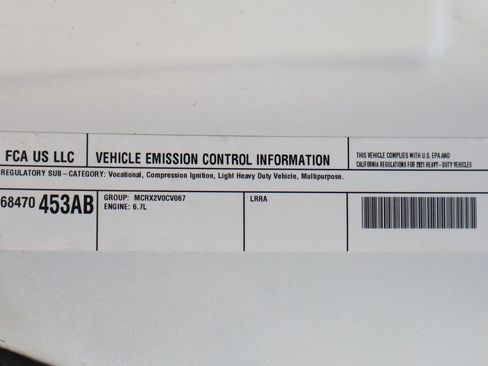 FCA US LLC
VEHICLE EMISSION CONTROL INFORMATION
THIS VEHICLE COMPLIES WITH U.S. EPA AND
CALIFORNIA REGULATIONS FOR 2021 HEAVY-DUTY VEHICLES
REGULATORY SUB-CATEGORY: Vocational, Compression Ignition, Light Heavy Duty Vehicle, Multipurpose.
68470 453AB
GROUP: MCRX2VOCV067
ENGINE: 6.7L
LRRA